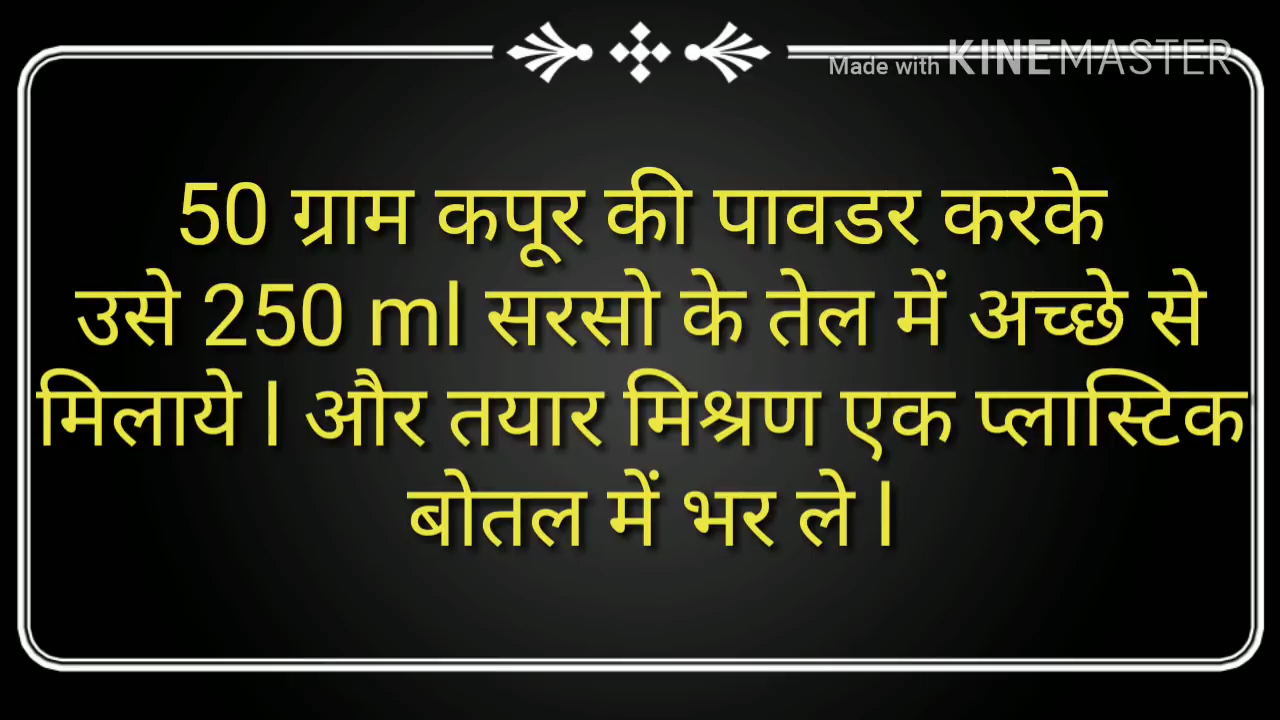 Made with KINEMASTER
50 ग्राम कपूर की पावडर करके
उसे 250 ml सरसो के तेल में अच्छे से
मिलाये l और तयार मिश्रण एक प्लास्टिक
बोतल में भर ले l